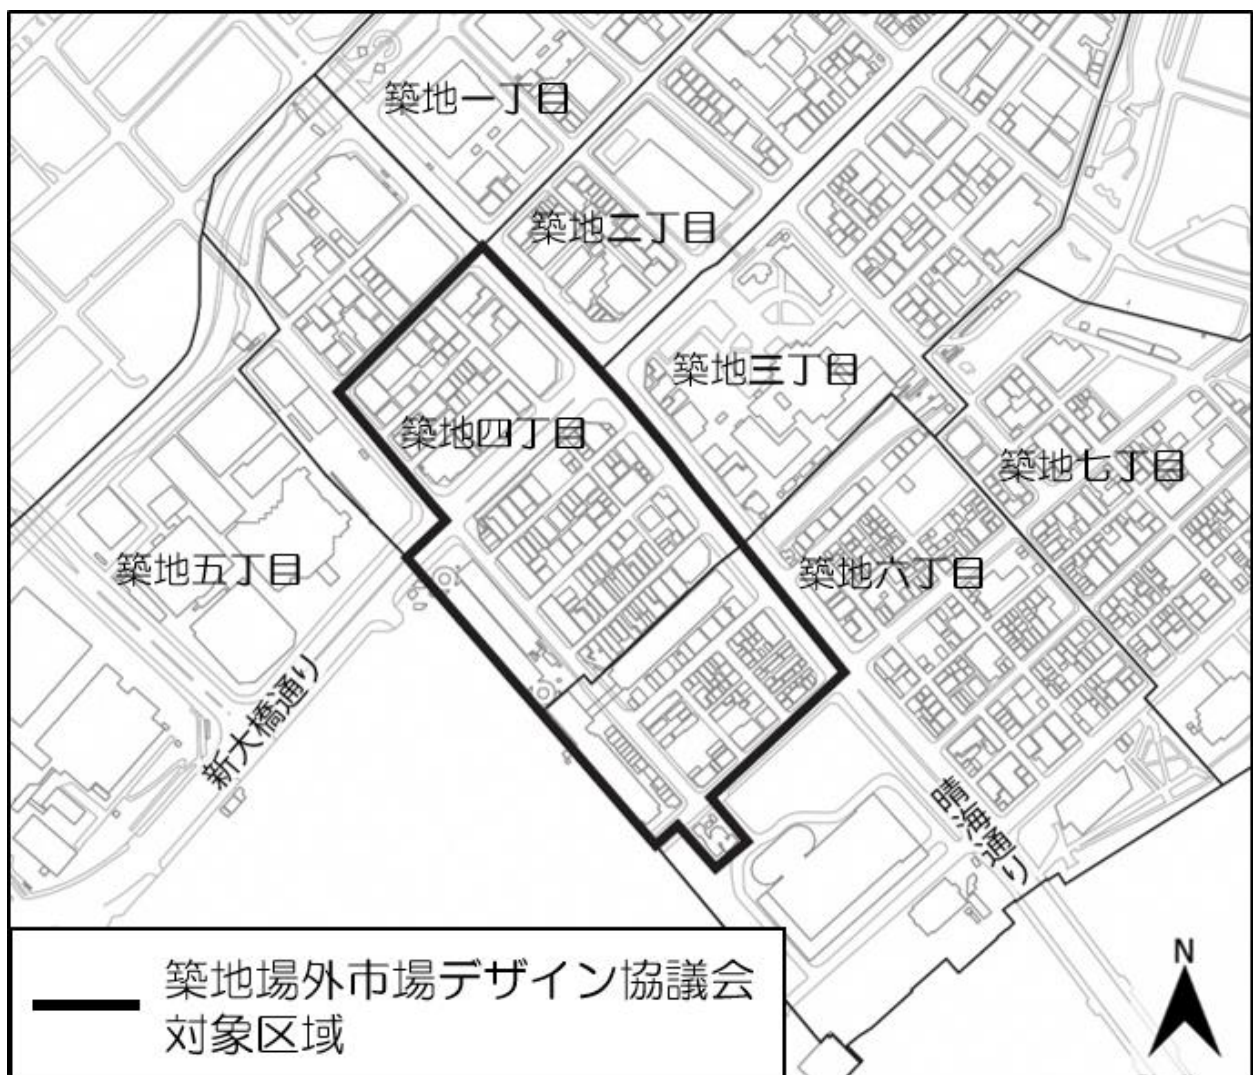 築地一丁目
築地二丁目
築地三丁目
築地四丁目
築地七丁目
築地五丁目
築地六丁目
新大橋通り
晴海通り
N
築地場外市場デザイン協議会
対象区域